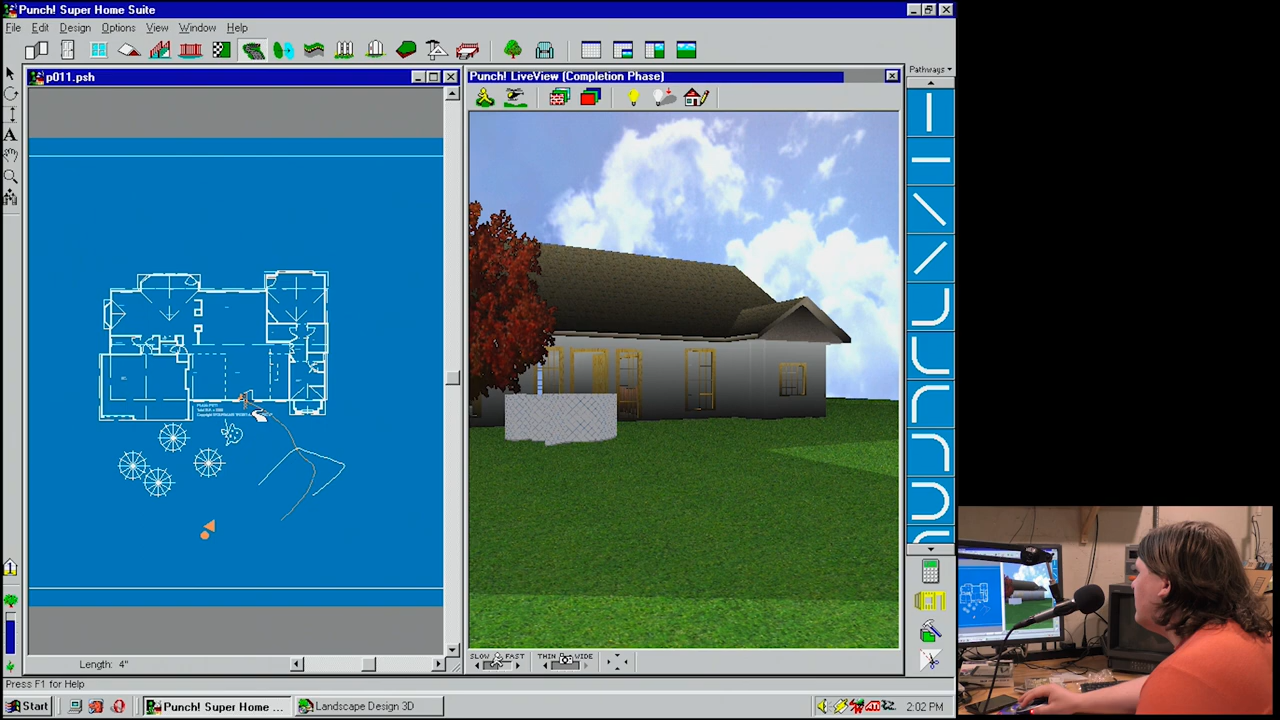 Punch! Super Home Suite
File Edit Design Options View Window Help
p011.psh
Punch! LiveView (Completion Phase)
Pathways
SLOW FAST
THIN WIDE
Length: 4"
Press F1 for Help
Start
Punch! Super Home ...
Landscape Design 3D
2:02 PM